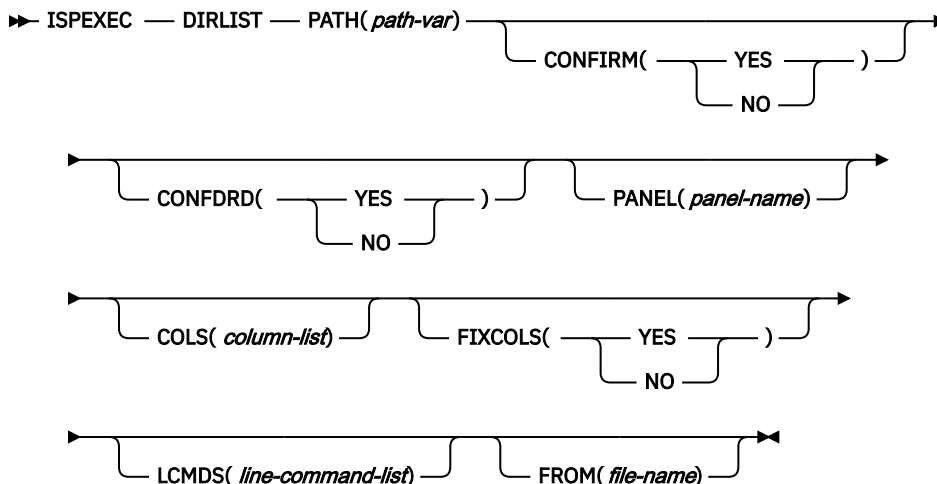 ISPEXEC DIRLIST PATH( path-var)
CONFIRM( YES )
NO
CONFDRD( YES )
NO
PANEL( panel-name)
COLS( column-list)
FIXCOLS( YES )
NO
LCMDS( line-command-list)
FROM( file-name)